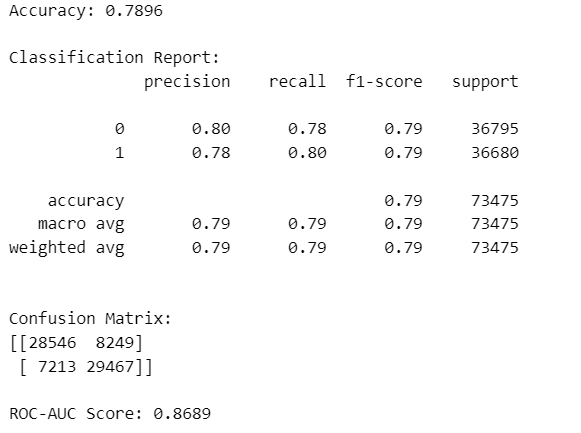 Accuracy: 0.7896
Classification Report:
precision recall f1-score support
0 0.80 0.78 0.79 36795
1 0.78 0.80 0.79 36680
accuracy 0.79 73475
macro avg 0.79 0.79 0.79 73475
weighted avg 0.79 0.79 0.79 73475
Confusion Matrix:
[[28546 8249]
[ 7213 29467]]
ROC-AUC Score: 0.8689